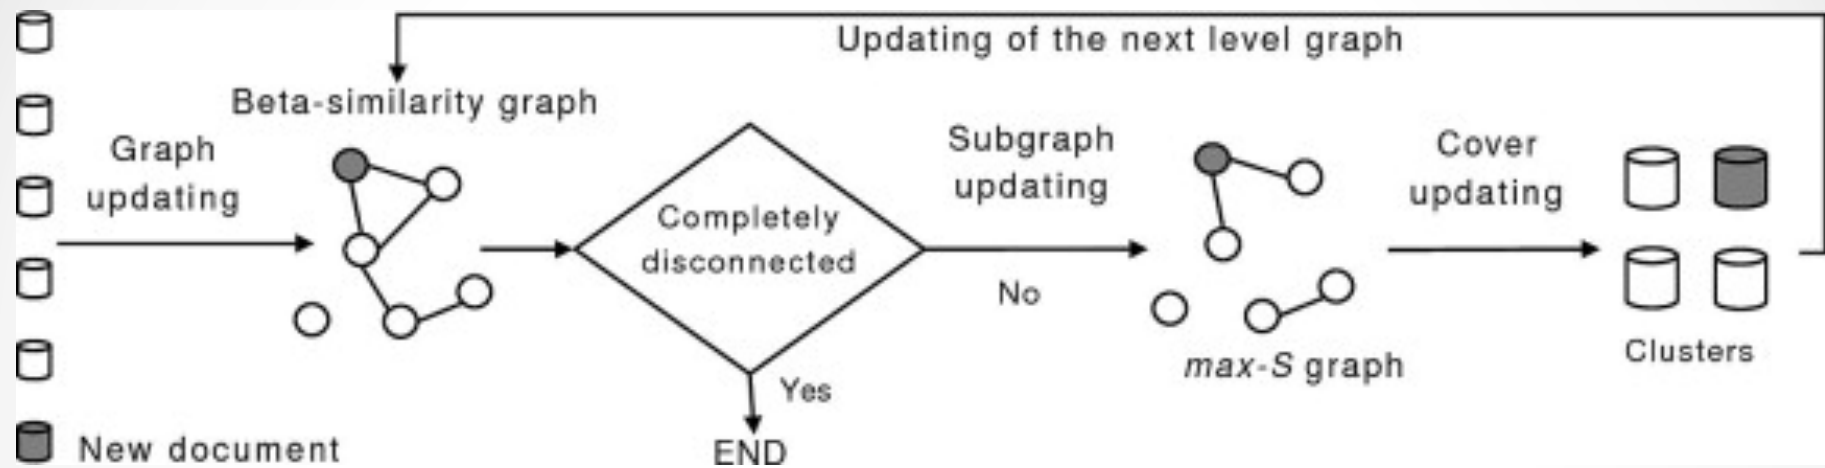 Updating of the next level graph
Beta-similarity graph
Graph
updating
Completely
disconnected
Subgraph
updating
No
Cover
updating
max-S graph
Clusters
Yes
END
New document